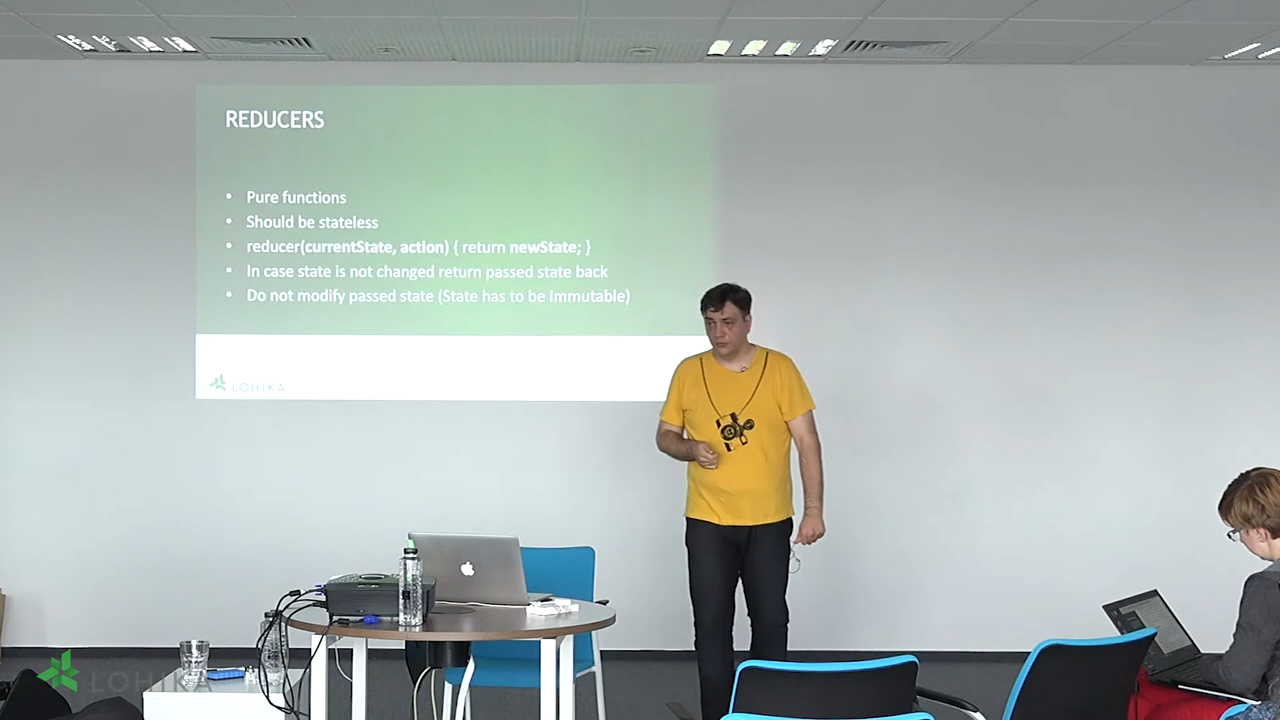 REDUCERS
• Pure functions
• Should be stateless
• reducer(currentState, action) { return newState; }
• In case state is not changed return passed state back
• Do not modify passed state (State has to be Immutable)
LOHIKA
LOHIKA